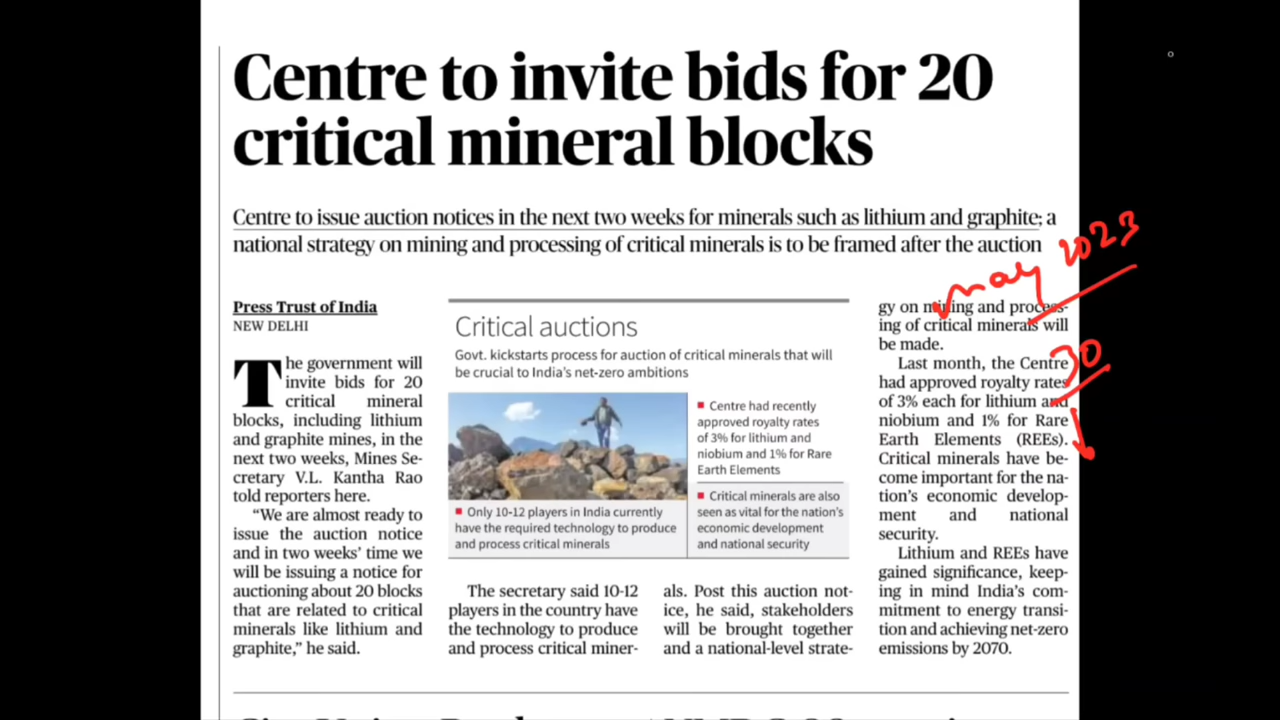 Centre to invite bids for 20
critical mineral blocks
Centre to issue auction notices in the next two weeks for minerals such as lithium and graphite; a
national strategy on mining and processing of critical minerals is to be framed after the auction
Press Trust of India
NEW DELHI
The government will
invite bids for 20
critical mineral
blocks, including lithium
and graphite mines, in the
next two weeks, Mines Se-
cretary V.L. Kantha Rao
told reporters here.
“We are almost ready to
issue the auction notice
and in two weeks’ time we
will be issuing a notice for
auctioning about 20 blocks
that are related to critical
minerals like lithium and
graphite,” he said.
Critical auctions
Govt. kickstarts process for auction of critical minerals that will
be crucial to India’s net-zero ambitions
■ Only 10-12 players in India currently
have the required technology to produce
and process critical minerals
■ Centre had recently
approved royalty rates
of 3% for lithium and
niobium and 1% for Rare
Earth Elements
■ Critical minerals are also
seen as vital for the nation’s
economic development
and national security
The secretary said 10-12
players in the country have
the technology to produce
and process critical miner-
als. Post this auction not-
ice, he said, stakeholders
will be brought together
and a national-level strate-
gy on mining and process-
ing of critical minerals will
be made.
Last month, the Centre
had approved royalty rates
of 3% each for lithium and
niobium and 1% for Rare
Earth Elements (REEs).
Critical minerals have be-
come important for the na-
tion’s economic develop-
ment and national
security.
Lithium and REEs have
gained significance, keep-
ing in mind India’s com-
mitment to energy transi-
tion and achieving net-zero
emissions by 2070.
may 2023
30